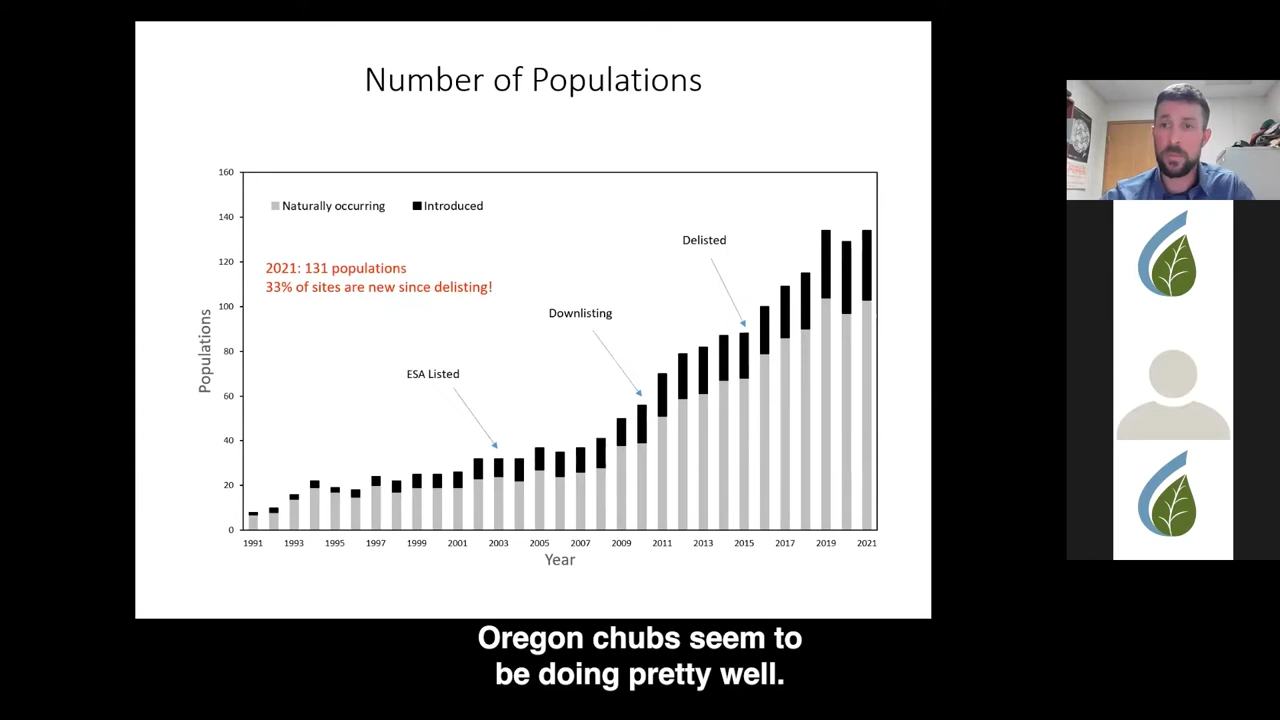 Number of Populations
160
140
120
100
80
60
40
20
0
Populations
Naturally occurring
Introduced
2021: 131 populations
33% of sites are new since delisting!
ESA Listed
Downlisting
Delisted
1991
1993
1995
1997
1999
2001
2003
2005
2007
2009
2011
2013
2015
2017
2019
2021
Year
Oregon chubs seem to
be doing pretty well.